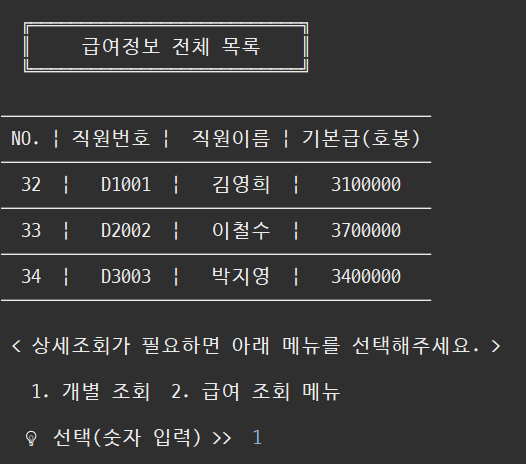 급여정보 전체 목록
NO. ¦ 직원번호 ¦ 직원이름 ¦ 기본급(호봉)
32 ¦ D1001 ¦ 김영희 ¦ 3100000
33 ¦ D2002 ¦ 이철수 ¦ 3700000
34 ¦ D3003 ¦ 박지영 ¦ 3400000
< 상세조회가 필요하면 아래 메뉴를 선택해주세요. >
1. 개별 조회 2. 급여 조회 메뉴
💡 선택(숫자 입력) >> 1